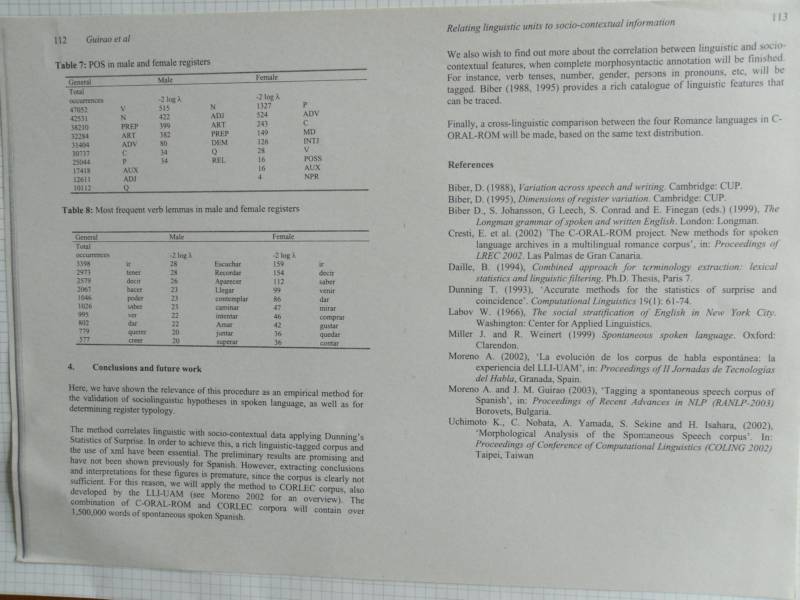 112 Guirao et al
Table 7: POS in male and female registers
General Male Female
Total
occurrences -2 log λ -2 log λ
47052 V 515 N 1327 P
42531 N 422 ADJ 524 ADV
38210 PREP 399 ART 243 C
32284 ART 382 PREP 149 MD
31404 ADV 80 DEM 126 INTJ
30737 C 34 Q 28 V
25044 P 34 REL 16 POSS
17418 AUX 16 AUX
12611 ADJ 4 NPR
10112 Q
Table 8: Most frequent verb lemmas in male and female registers
General Male Female
Total
occurrences -2 log λ -2 log λ
3398 ir 28 Escuchar 159 ir
2973 tener 28 Recordar 154 decir
2579 decir 26 Aparecer 112 saber
2067 hacer 23 Llegar 99 venir
1046 poder 23 contemplar 86 dar
1026 saber 23 caminar 47 mirar
995 ver 22 intentar 46 comprar
802 dar 22 Amar 42 gustar
779 querer 20 juntar 36 quedar
577 creer 20 superar 36 contar
4. Conclusions and future work
Here, we have shown the relevance of this procedure as an empirical method for
the validation of sociolinguistic hypotheses in spoken language, as well as for
determining register typology.
The method correlates linguistic with socio-contextual data applying Dunning's
Statistics of Surprise. In order to achieve this, a rich linguistic-tagged corpus and
the use of xml have been essential. The preliminary results are promising and
have not been shown previously for Spanish. However, extracting conclusions
and interpretations for these figures is premature, since the corpus is clearly not
sufficient. For this reason, we will apply the method to CORLEC corpus, also
developed by the LLI-UAM (see Moreno 2002 for an overview). The
combination of C-ORAL-ROM and CORLEC corpora will contain over
1,500,000 words of spontaneous spoken Spanish.
Relating linguistic units to socio-contextual information 113
We also wish to find out more about the correlation between linguistic and socio-
contextual features, when complete morphosyntactic annotation will be finished.
For instance, verb tenses, number, gender, persons in pronouns, etc, will be
tagged. Biber (1988, 1995) provides a rich catalogue of linguistic features that
can be traced.
Finally, a cross-linguistic comparison between the four Romance languages in C-
ORAL-ROM will be made, based on the same text distribution.
References
Biber, D. (1988), Variation across speech and writing. Cambridge: CUP.
Biber, D. (1995), Dimensions of register variation. Cambridge: CUP.
Biber D., S. Johansson, G Leech, S. Conrad and E. Finegan (eds.) (1999), The
Longman grammar of spoken and written English. London: Longman.
Cresti, E. et al. (2002) 'The C-ORAL-ROM project. New methods for spoken
language archives in a multilingual romance corpus', in: Proceedings of
LREC 2002. Las Palmas de Gran Canaria.
Daille, B. (1994), Combined approach for terminology extraction: lexical
statistics and linguistic filtering. Ph.D. Thesis, Paris 7.
Dunning T. (1993), 'Accurate methods for the statistics of surprise and
coincidence'. Computational Linguistics 19(1): 61-74.
Labov W. (1966), The social stratification of English in New York City.
Washington: Center for Applied Linguistics.
Miller J. and R. Weinert (1999) Spontaneous spoken language. Oxford:
Clarendon.
Moreno A. (2002), 'La evolución de los corpus de habla espontánea: la
experiencia del LLI-UAM', in: Proceedings of II Jornadas de Tecnologías
del Habla, Granada, Spain.
Moreno A. and J. M. Guirao (2003), 'Tagging a spontaneous speech corpus of
Spanish', in: Proceedings of Recent Advances in NLP (RANLP-2003)
Borovets, Bulgaria.
Uchimoto K., C. Nobata, A. Yamada, S. Sekine and H. Isahara, (2002),
'Morphological Analysis of the Spontaneous Speech corpus'. In:
Proceedings of Conference of Computational Linguistics (COLING 2002)
Taipei, Taiwan